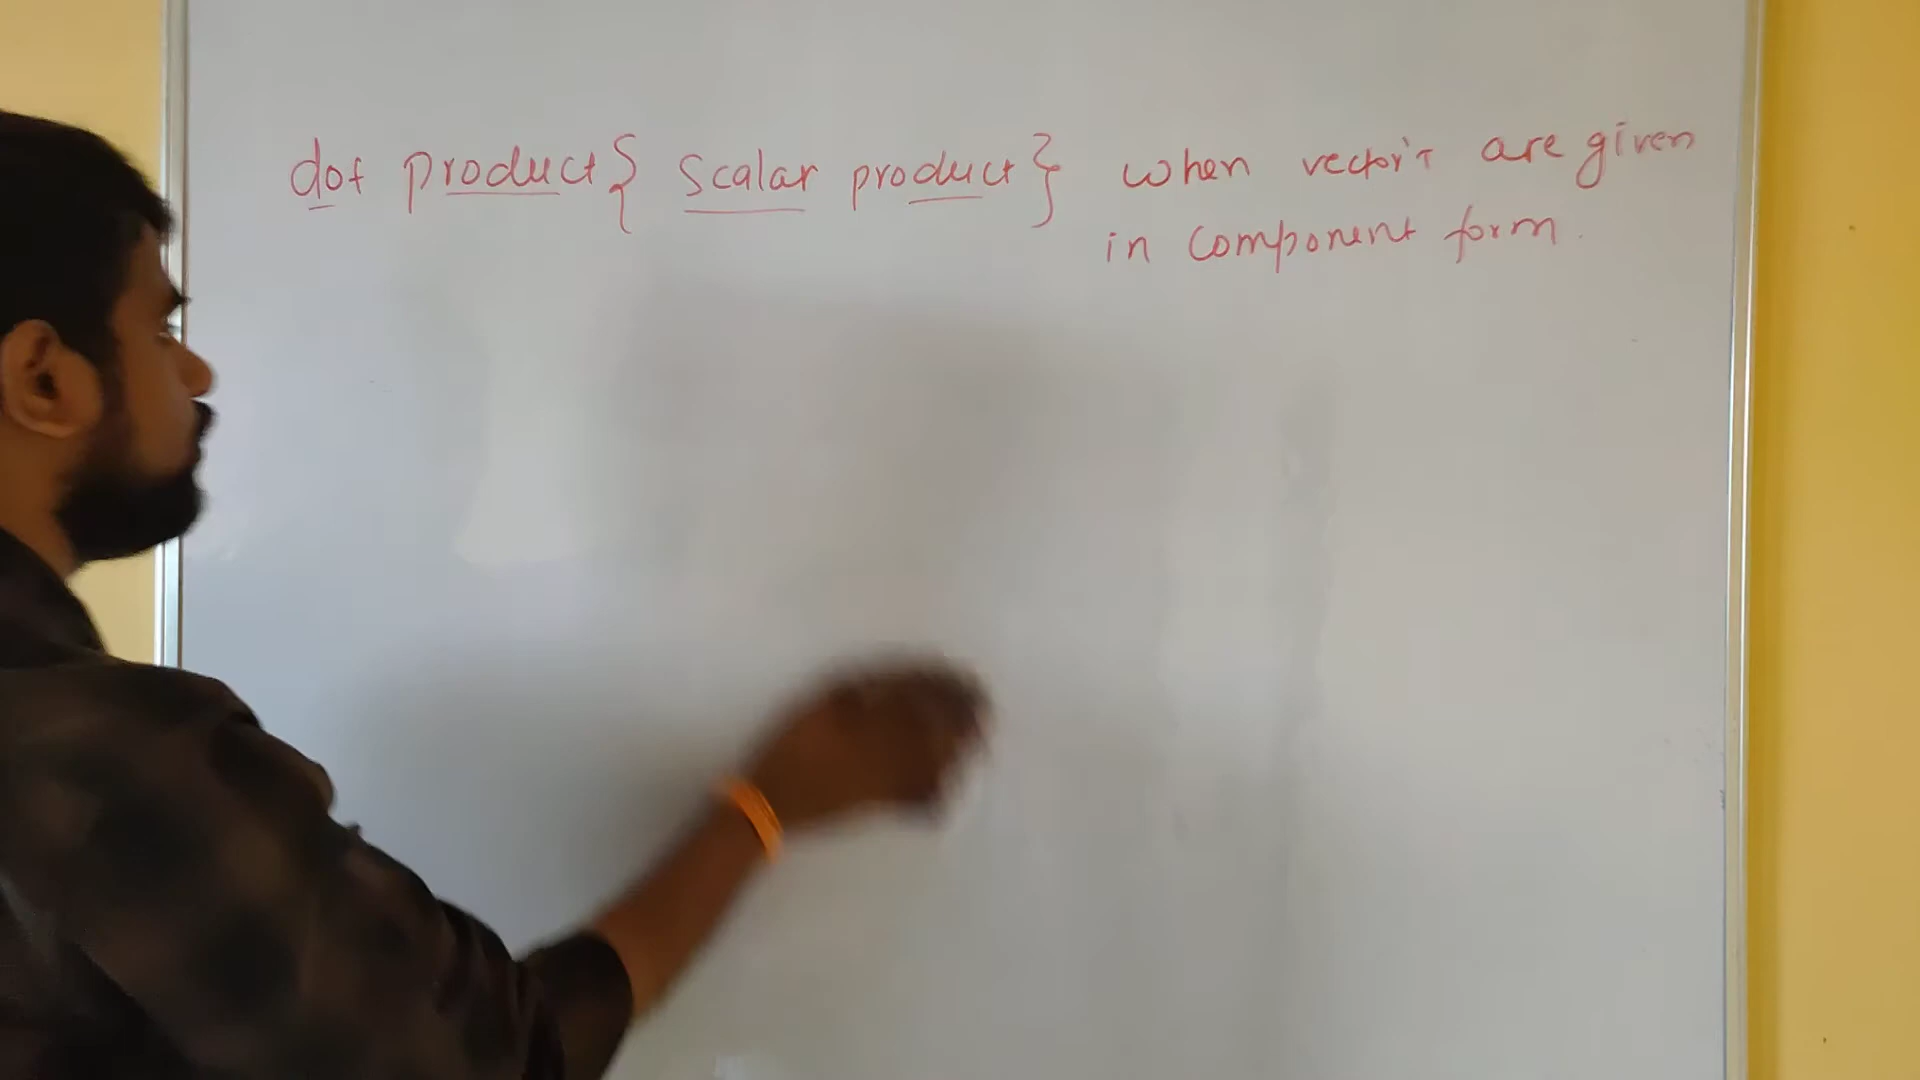 dot product { scalar product } when vector's are given
in component form.